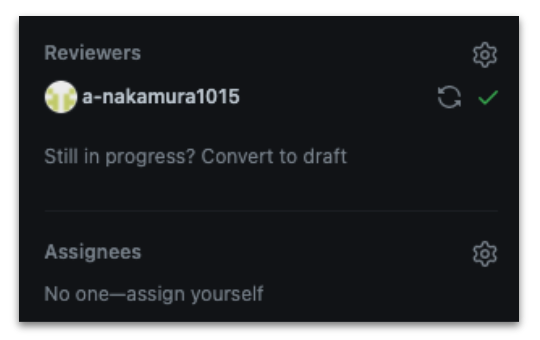 Reviewers
a-nakamura1015
Still in progress? Convert to draft
Assignees
No one—assign yourself